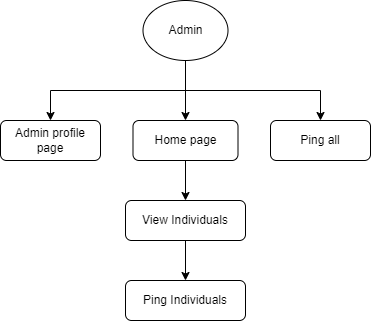 Admin
Admin profile
page
Home page
Ping all
View Individuals
Ping Individuals